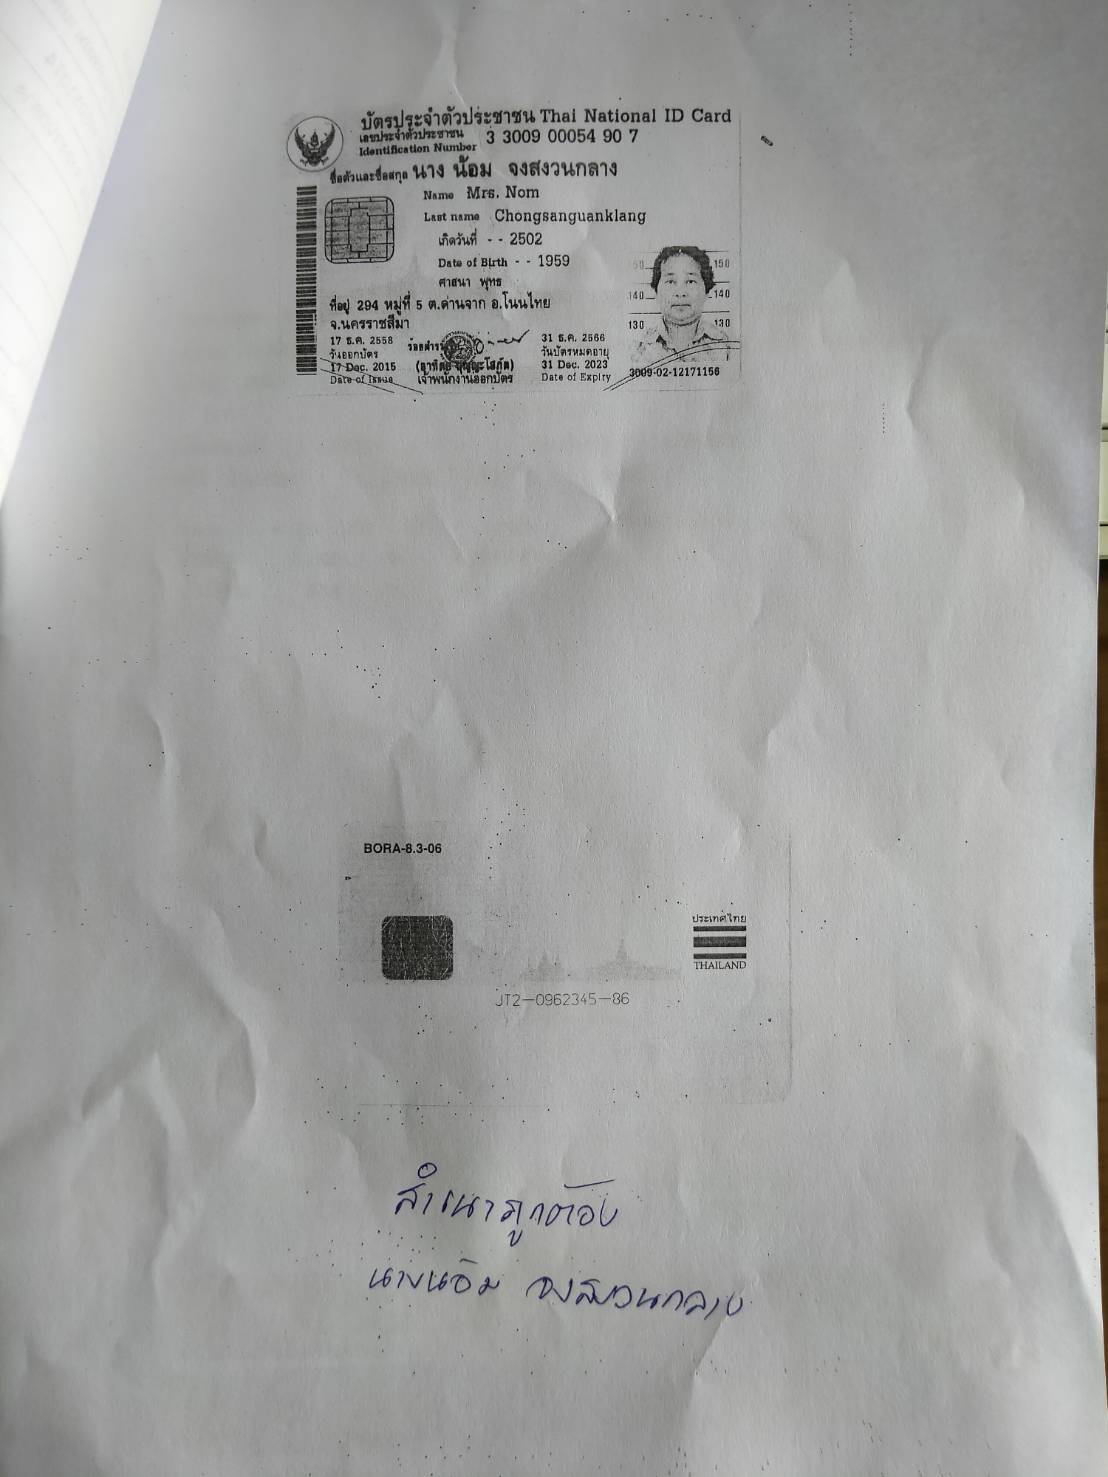 บัตรประจำตัวประชาชน Thai National ID Card
เลขประจำตัวประชาชน
Identification Number
3 3009 00054 90 7
ชื่อตัวและชื่อสกุล นาง น้อม จงสงวนกลาง
Name Mrs. Nom
Last name Chongsanguanklang
เกิดวันที่ - - 2502
Date of Birth - - 1959
ศาสนา พุทธ
ที่อยู่ 294 หมู่ที่ 5 ต.ด่านจาก อ.โนนไทย
จ.นครราชสีมา
17 ธ.ค. 2558
วันออกบัตร
17 Dec. 2015
Date of Issue
เจ้าพนักงานออกบัตร
31 ธ.ค. 2566
วันบัตรหมดอายุ
31 Dec. 2023
Date of Expiry
150 150
140 140
130 130
3009-02-12171156
BORA-8.3-06
ประเทศไทย
THAILAND
JT2-0962345-86
สำเนาถูกต้อง
นางน้อม จงสงวนกลาง